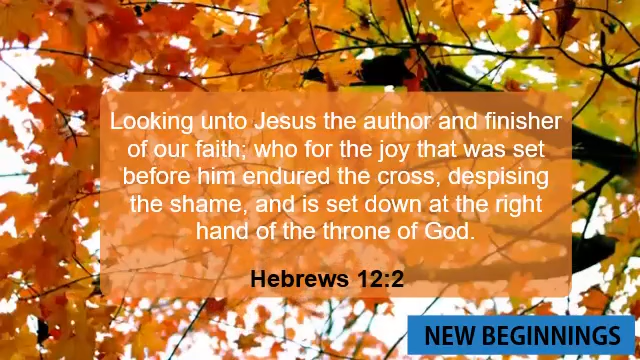 Looking unto Jesus the author and finisher
of our faith; who for the joy that was set
before him endured the cross, despising
the shame, and is set down at the right
hand of the throne of God.
Hebrews 12:2
NEW BEGINNINGS